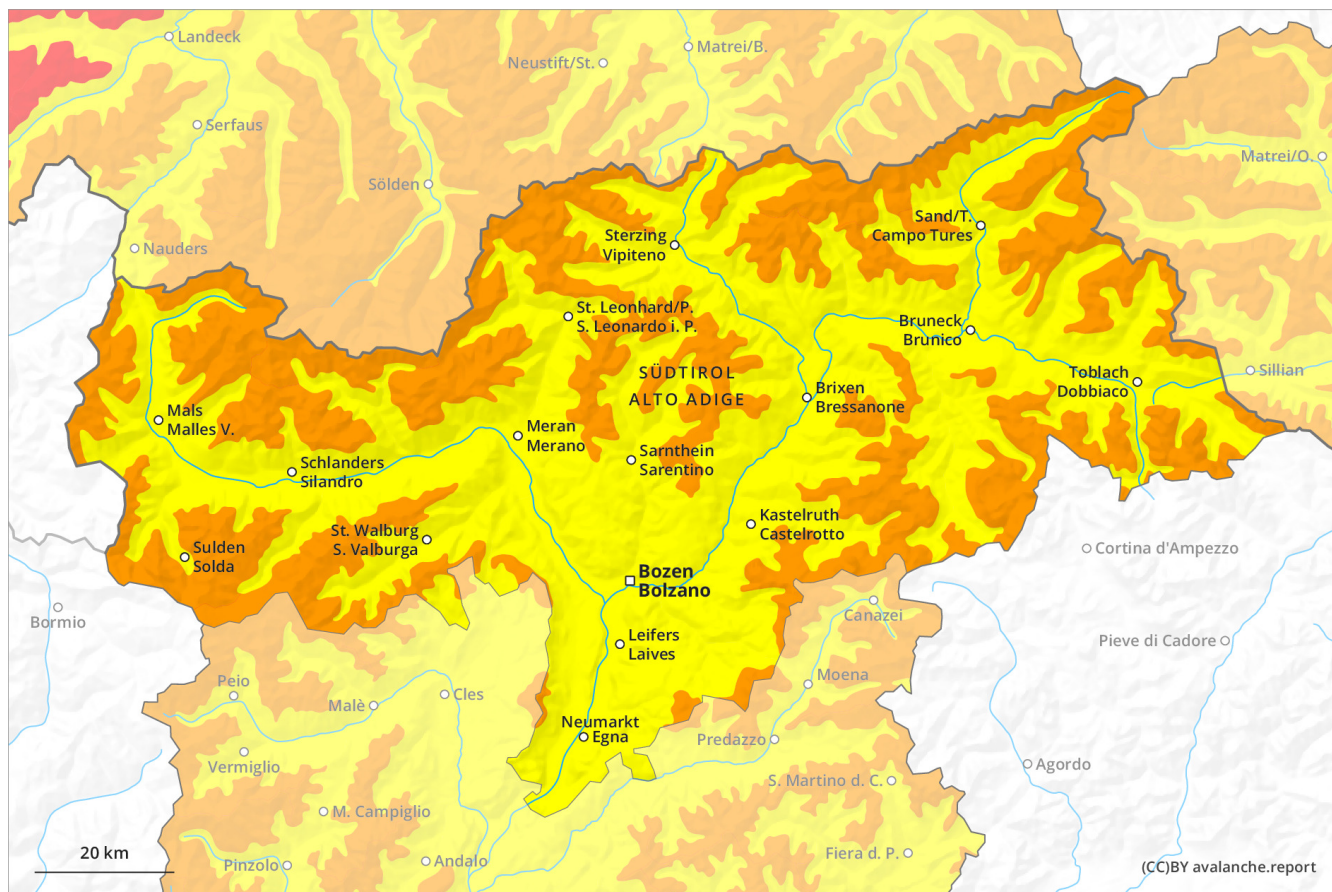 Landeck
Matrei/B.
Neustift/St.
Serfaus
Matrei/O.
Sölden
Sand/T.
Campo Tures
Nauders
Sterzing
Vipiteno
St. Leonhard/P.
S. Leonardo i. P.
Bruneck
Brunico
SÜDTIROL
ALTO ADIGE
Toblach
Dobbiaco
Sillian
Brixen
Bressanone
Mals
Malles V.
Meran
Merano
Sarnthein
Sarentino
Schlanders
Silandro
Kastelruth
Castelrotto
St. Walburg
S. Valburga
Sulden
Solda
Cortina d'Ampezzo
Bozen
Bolzano
Bormio
Canazei
Leifers
Laives
Pieve di Cadore
Peio
Moena
Malè
Cles
Neumarkt
Egna
Predazzo
Vermiglio
Agordo
S. Martino d. C.
M. Campiglio
20 km
Pinzolo
Andalo
Fiera d. P.
(CC)BY avalanche.report